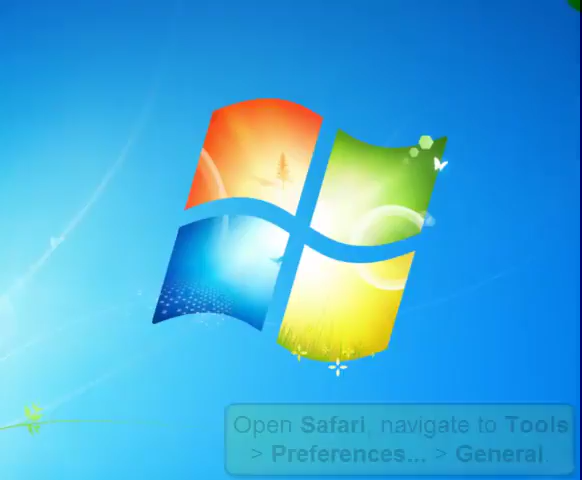 Open Safari, navigate to Tools
> Preferences... > General